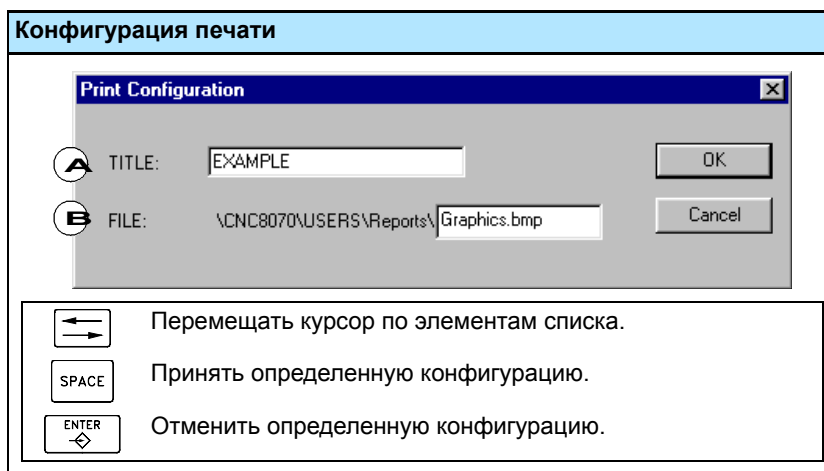 Конфигурация печати
Print Configuration
A TITLE: EXAMPLE OK
B FILE: \CNC8070\USERS\Reports\ Graphics.bmp Cancel
Перемещать курсор по элементам списка.
SPACE Принять определенную конфигурацию.
ENTER Отменить определенную конфигурацию.